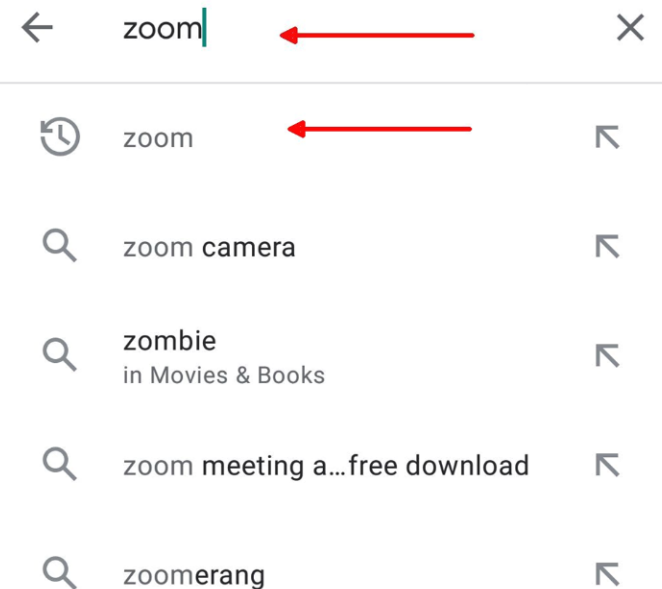 zoom
zoom
zoom camera
zombie
in Movies & Books
zoom meeting a...free download
zoomerang